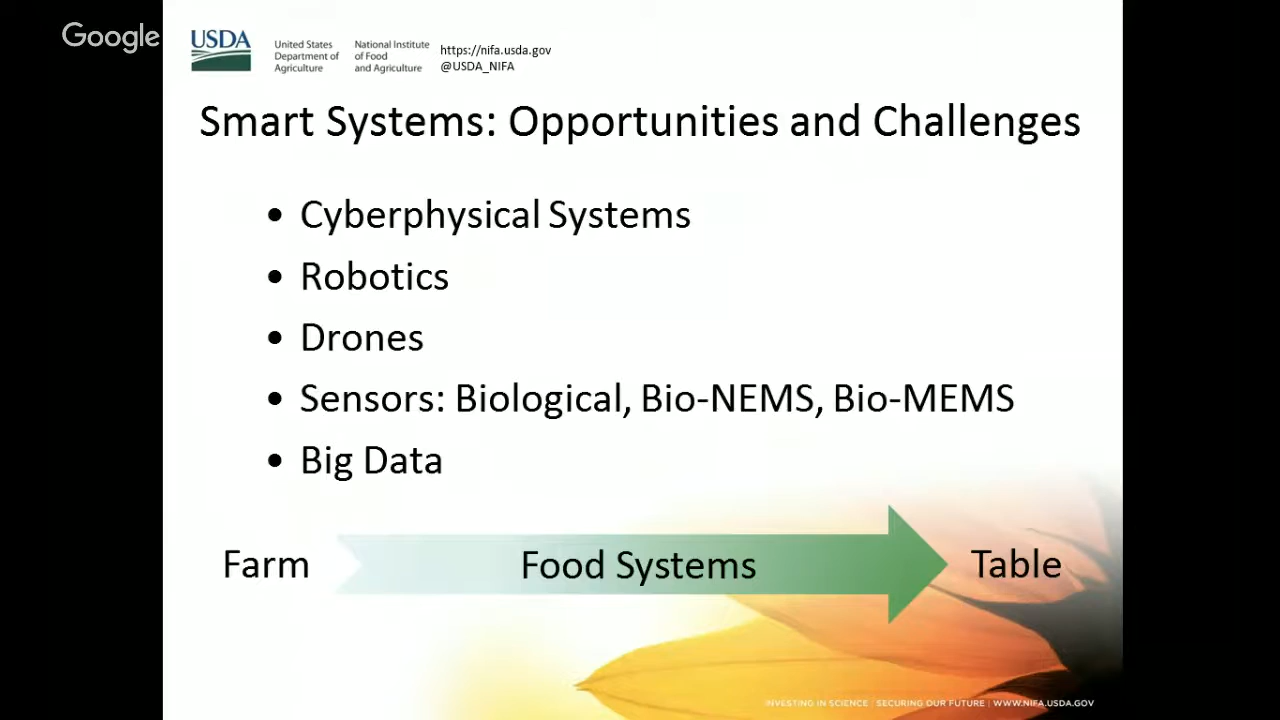 Google
USDA
United States
Department of
Agriculture
National Institute
of Food
and Agriculture
https://nifa.usda.gov
@USDA_NIFA
Smart Systems: Opportunities and Challenges
• Cyberphysical Systems
• Robotics
• Drones
• Sensors: Biological, Bio-NEMS, Bio-MEMS
• Big Data
Farm
Food Systems
Table
INVESTING IN SCIENCE | SECURING OUR FUTURE | WWW.NIFA.USDA.GOV